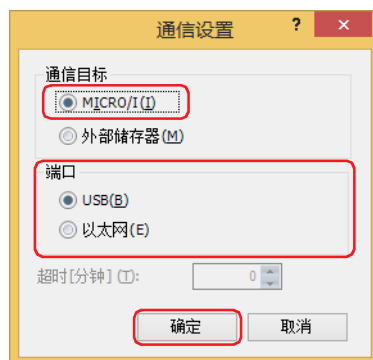 通信设置 ? ×
通信目标
MICRO/I(I)
外部储存器(M)
端口
USB(B)
以太网(E)
超时[分钟] (T): 0
确定 取消